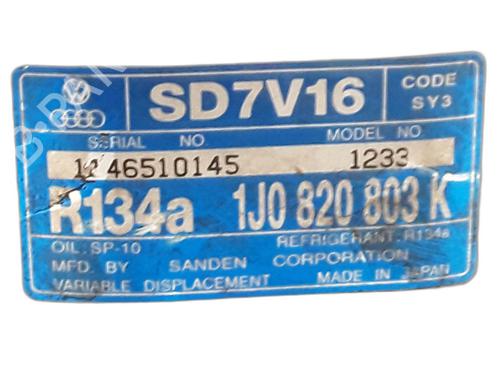 SD7V16
CODE
SY3
SERIAL NO
MODEL NO
1233
R134a 1J0 820 803 K
OIL: SP-10
REFRIGERANT: R134a
MFD. BY SANDEN CORPORATION
VARIABLE DISPLACEMENT MADE IN JAPAN